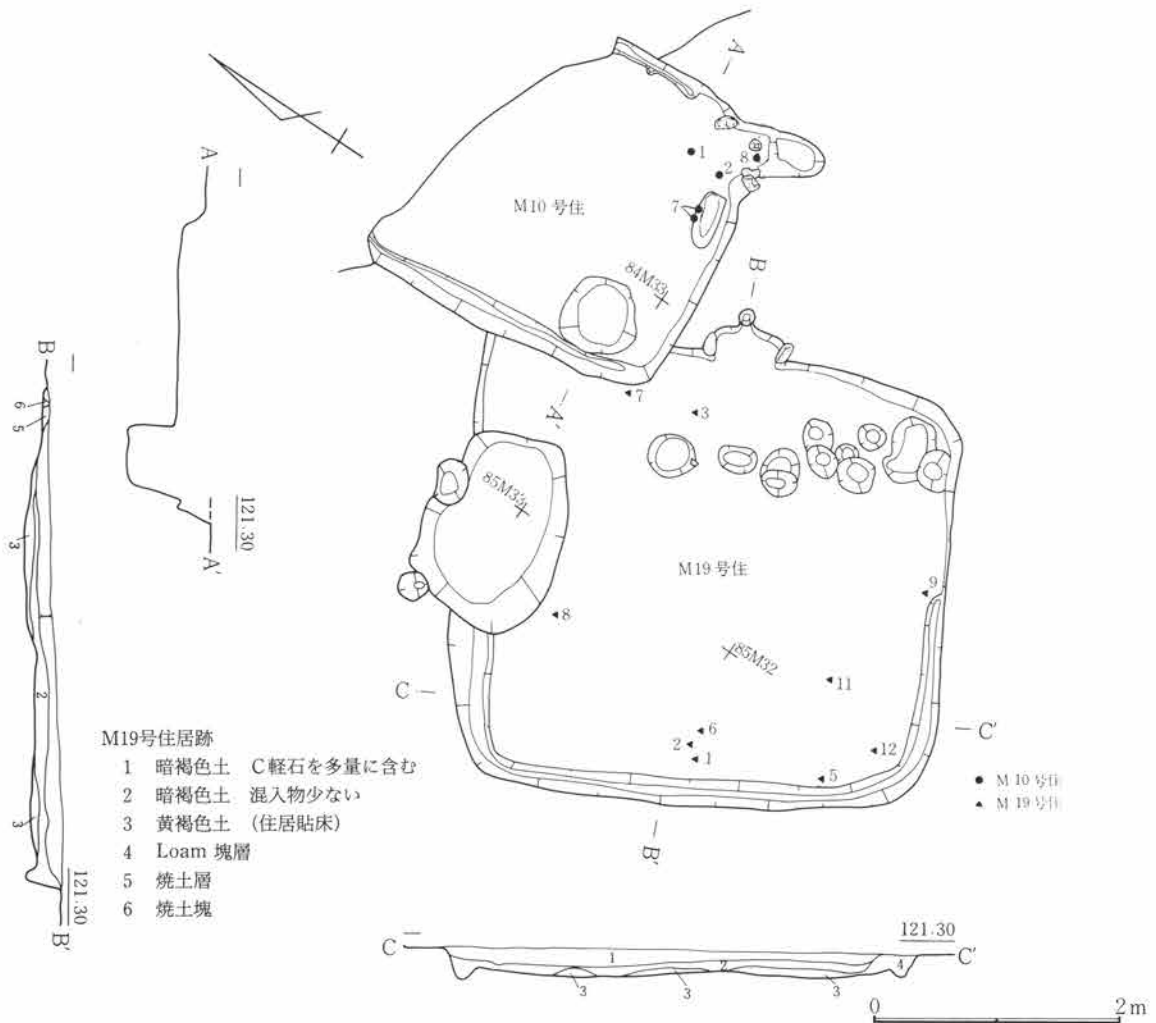 A
A
1
2
8
7
M10号住
84M33
B
A'
7
3
B
6
5
3
85M33
121.30
A'
M19号住
9
8
85M32
11
C
C'
6
2
1
12
5
2
3
121.30
B'
B'
M19号住居跡
1 暗褐色土 C軽石を多量に含む
2 暗褐色土 混入物少ない
3 黄褐色土 (住居貼床)
4 Loam 塊層
5 焼土層
6 焼土塊
● M10号住
▲ M19号住
C
121.30
C'
1
2
4
3
3
3
0
2m